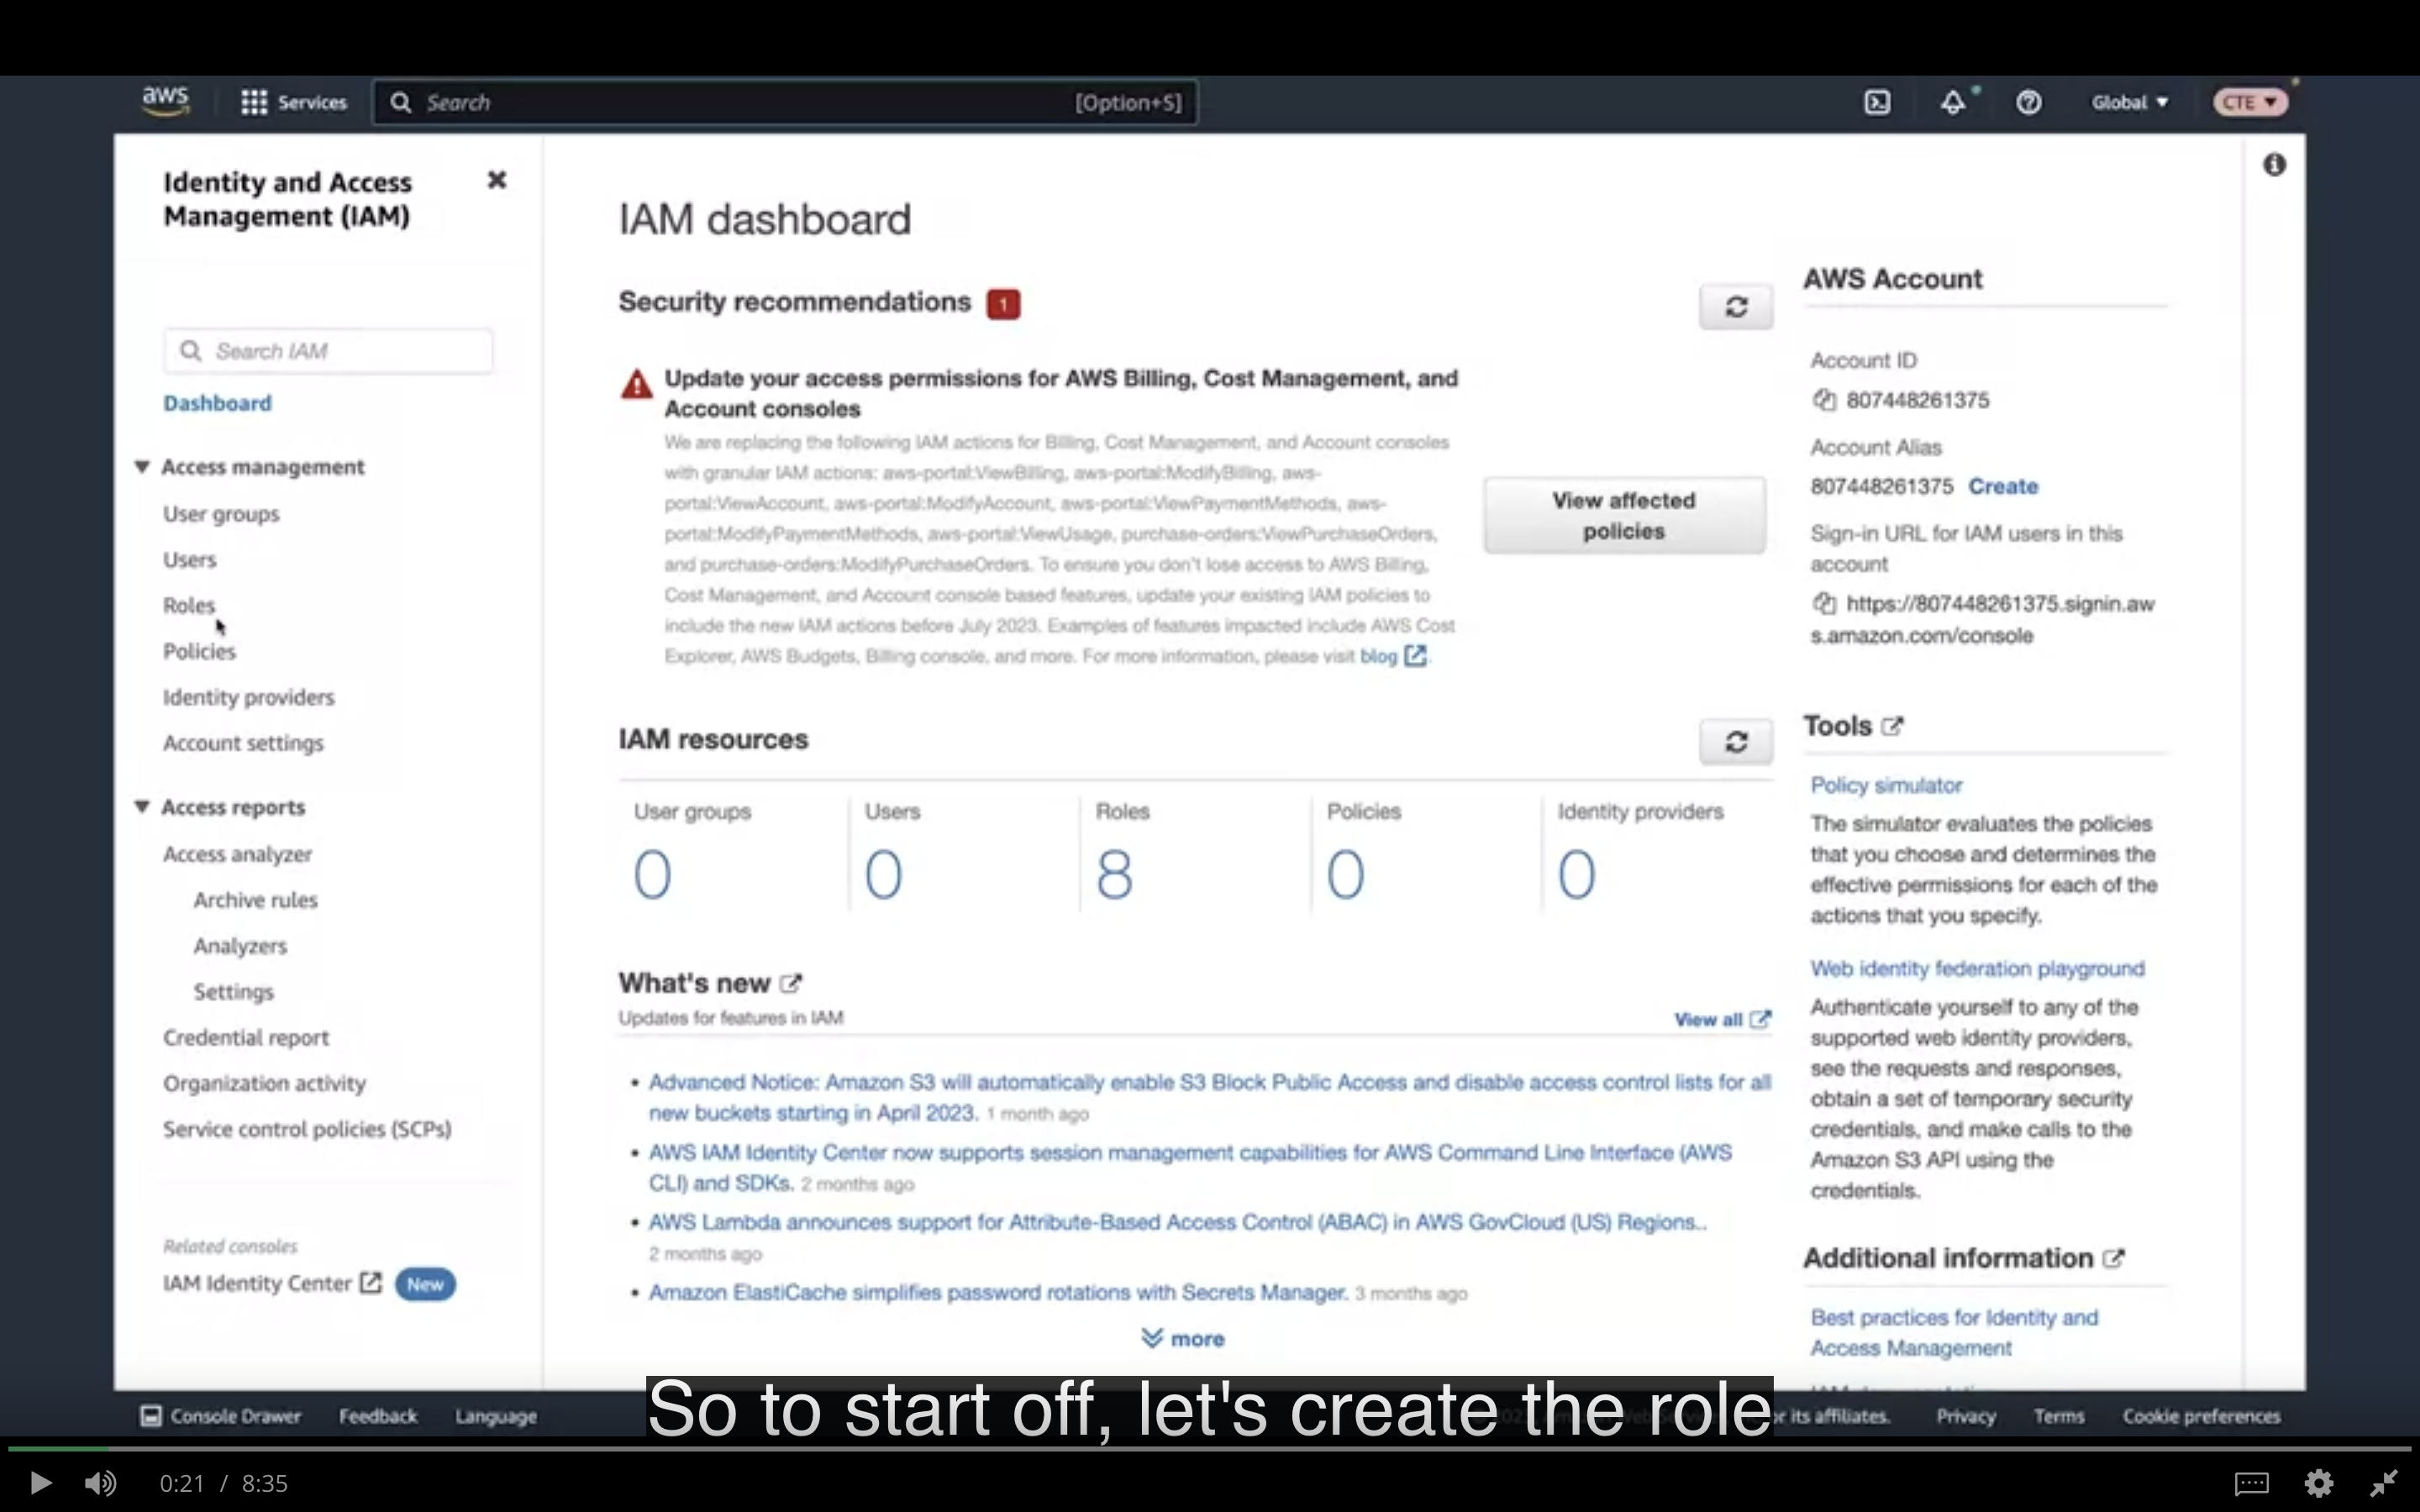 aws
Services
Search
[Option+S]
Global
CTE
Identity and Access
Management (IAM)
Search IAM
Dashboard
Access management
User groups
Users
Roles
Policies
Identity providers
Account settings
Access reports
Access analyzer
Archive rules
Analyzers
Settings
Credential report
Organization activity
Service control policies (SCPs)
Related consoles
IAM Identity Center New
IAM dashboard
Security recommendations 1
Update your access permissions for AWS Billing, Cost Management, and
Account consoles
We are replacing the following IAM actions for Billing, Cost Management, and Account consoles
with granular IAM actions: aws-portal:ViewBilling, aws-portal:ModifyBilling, aws-
portal:ViewAccount, aws-portal:ModifyAccount, aws-portal:ViewPaymentMethods, aws-
portal:ModifyPaymentMethods, aws-portal:ViewUsage, purchase-orders:ViewPurchaseOrders,
and purchase-orders:ModifyPurchaseOrders. To ensure you don't lose access to AWS Billing,
Cost Management, and Account console based features, update your existing IAM policies to
include the new IAM actions before July 2023. Examples of features impacted include AWS Cost
Explorer, AWS Budgets, Billing console, and more. For more information, please visit blog .
View affected
policies
IAM resources
User groups
0
Users
0
Roles
8
Policies
0
Identity providers
0
What's new
Updates for features in IAM
View all
• Advanced Notice: Amazon S3 will automatically enable S3 Block Public Access and disable access control lists for all
new buckets starting in April 2023. 1 month ago
• AWS IAM Identity Center now supports session management capabilities for AWS Command Line Interface (AWS
CLI) and SDKs. 2 months ago
• AWS Lambda announces support for Attribute-Based Access Control (ABAC) in AWS GovCloud (US) Regions..
2 months ago
• Amazon ElastiCache simplifies password rotations with Secrets Manager. 3 months ago
more
AWS Account
Account ID
807448261375
Account Alias
807448261375 Create
Sign-in URL for IAM users in this
account
https://807448261375.signin.aw
s.amazon.com/console
Tools
Policy simulator
The simulator evaluates the policies
that you choose and determines the
effective permissions for each of the
actions that you specify.
Web identity federation playground
Authenticate yourself to any of the
supported web identity providers,
see the requests and responses,
obtain a set of temporary security
credentials, and make calls to the
Amazon S3 API using the
credentials.
Additional information
Best practices for Identity and
Access Management
Console Drawer
Feedback
Language
So to start off, let's create the role
or its affiliates.
Privacy
Terms
Cookie preferences
0:21 / 8:35